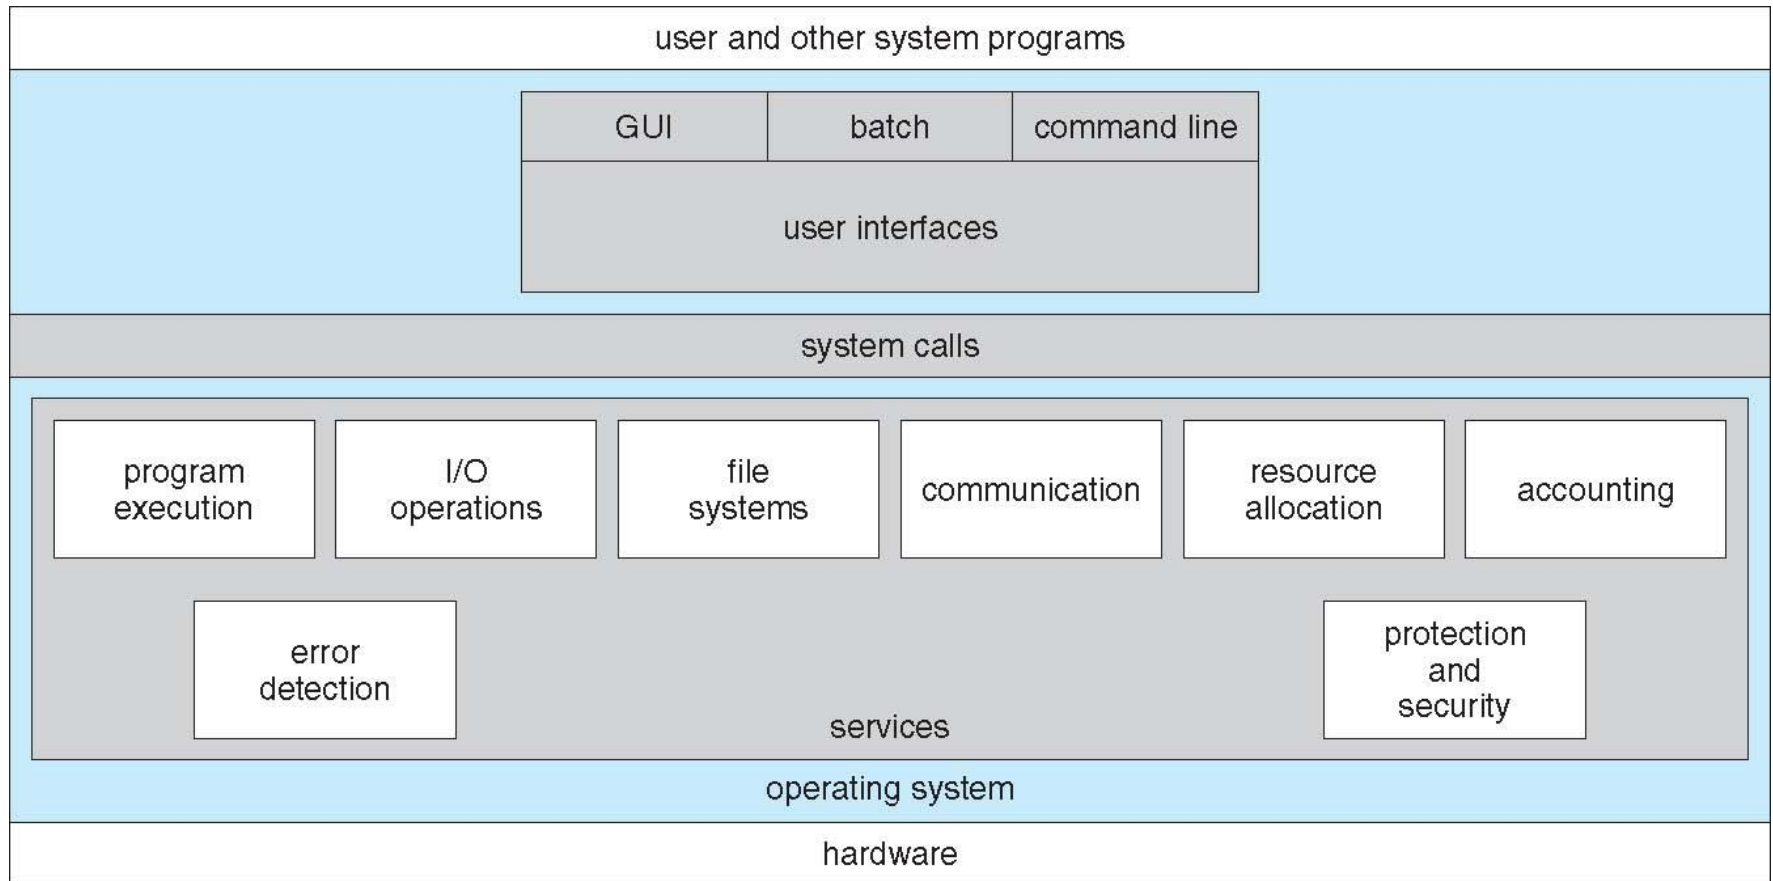 user and other system programs
GUI
batch
command line
user interfaces
system calls
program
execution
I/O
operations
file
systems
communication
resource
allocation
accounting
error
detection
protection
and
security
services
operating system
hardware